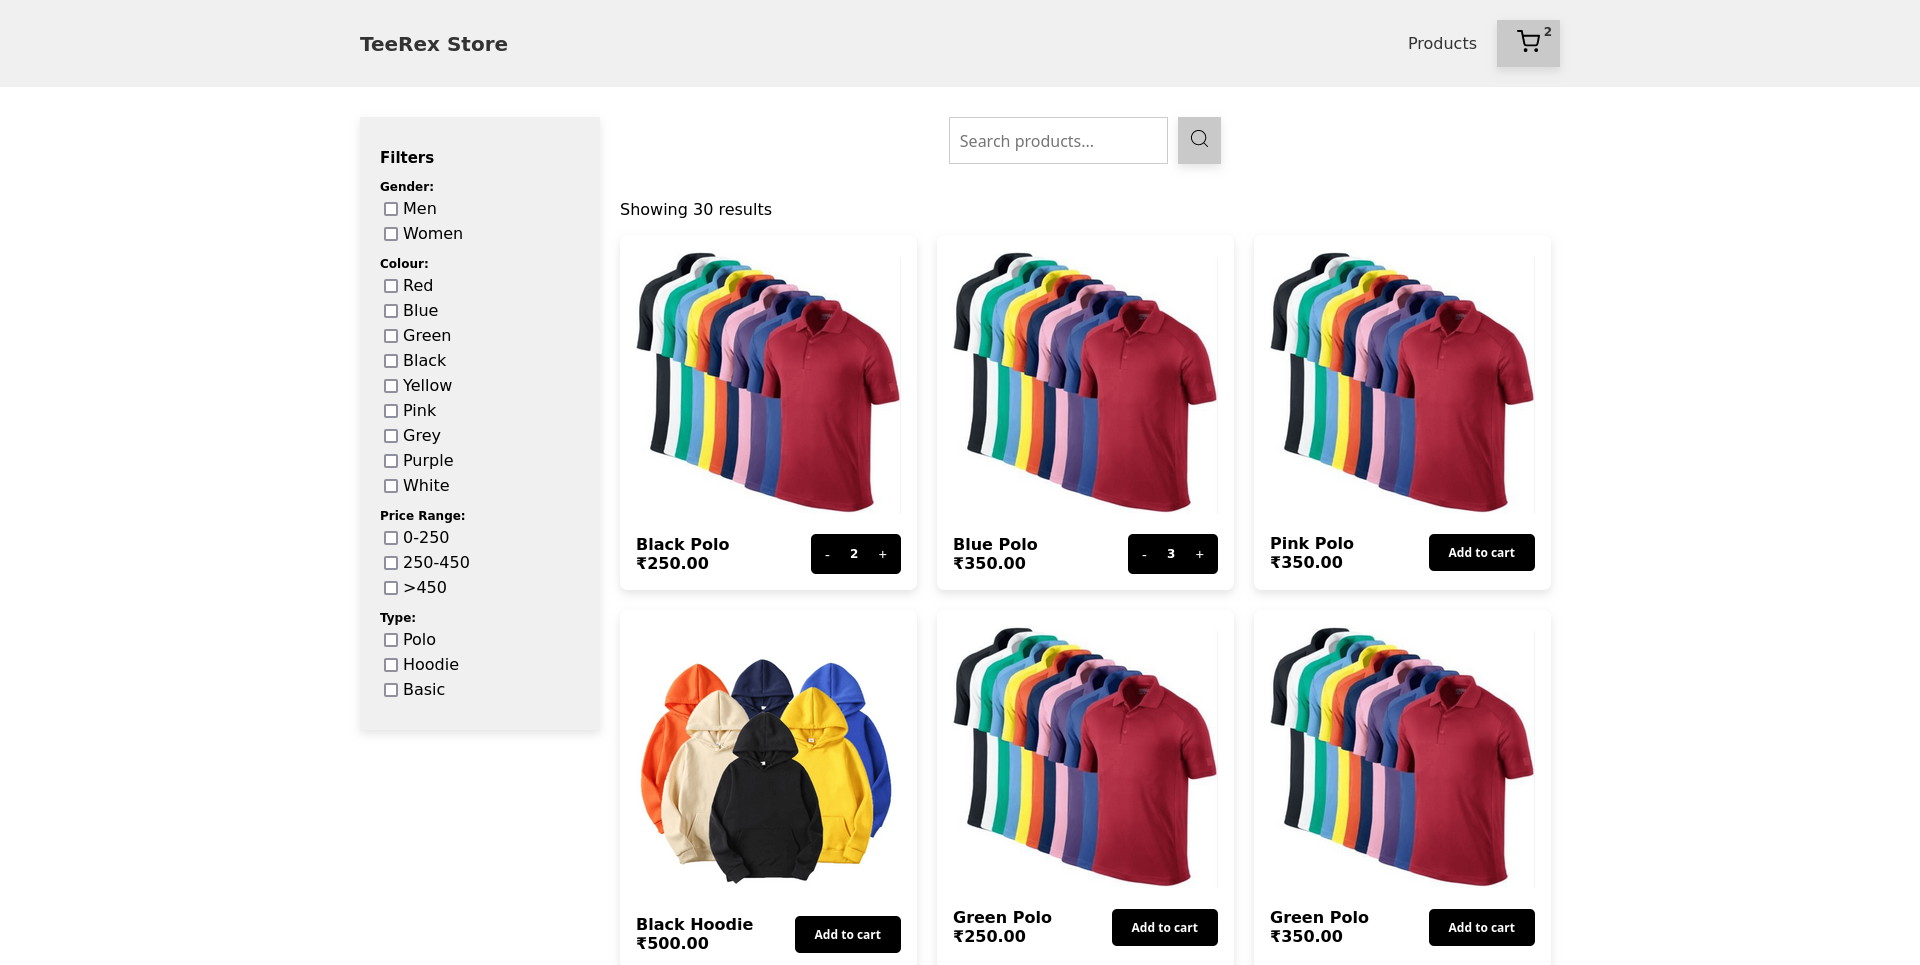 TeeRex Store
Products
2
Filters
Gender:
Men
Women
Colour:
Red
Blue
Green
Black
Yellow
Pink
Grey
Purple
White
Price Range:
0-250
250-450
>450
Type:
Polo
Hoodie
Basic
Search products...
Showing 30 results
Black Polo
₹250.00
- 2 +
Blue Polo
₹350.00
- 3 +
Pink Polo
₹350.00
Add to cart
Black Hoodie
₹500.00
Add to cart
Green Polo
₹250.00
Add to cart
Green Polo
₹350.00
Add to cart